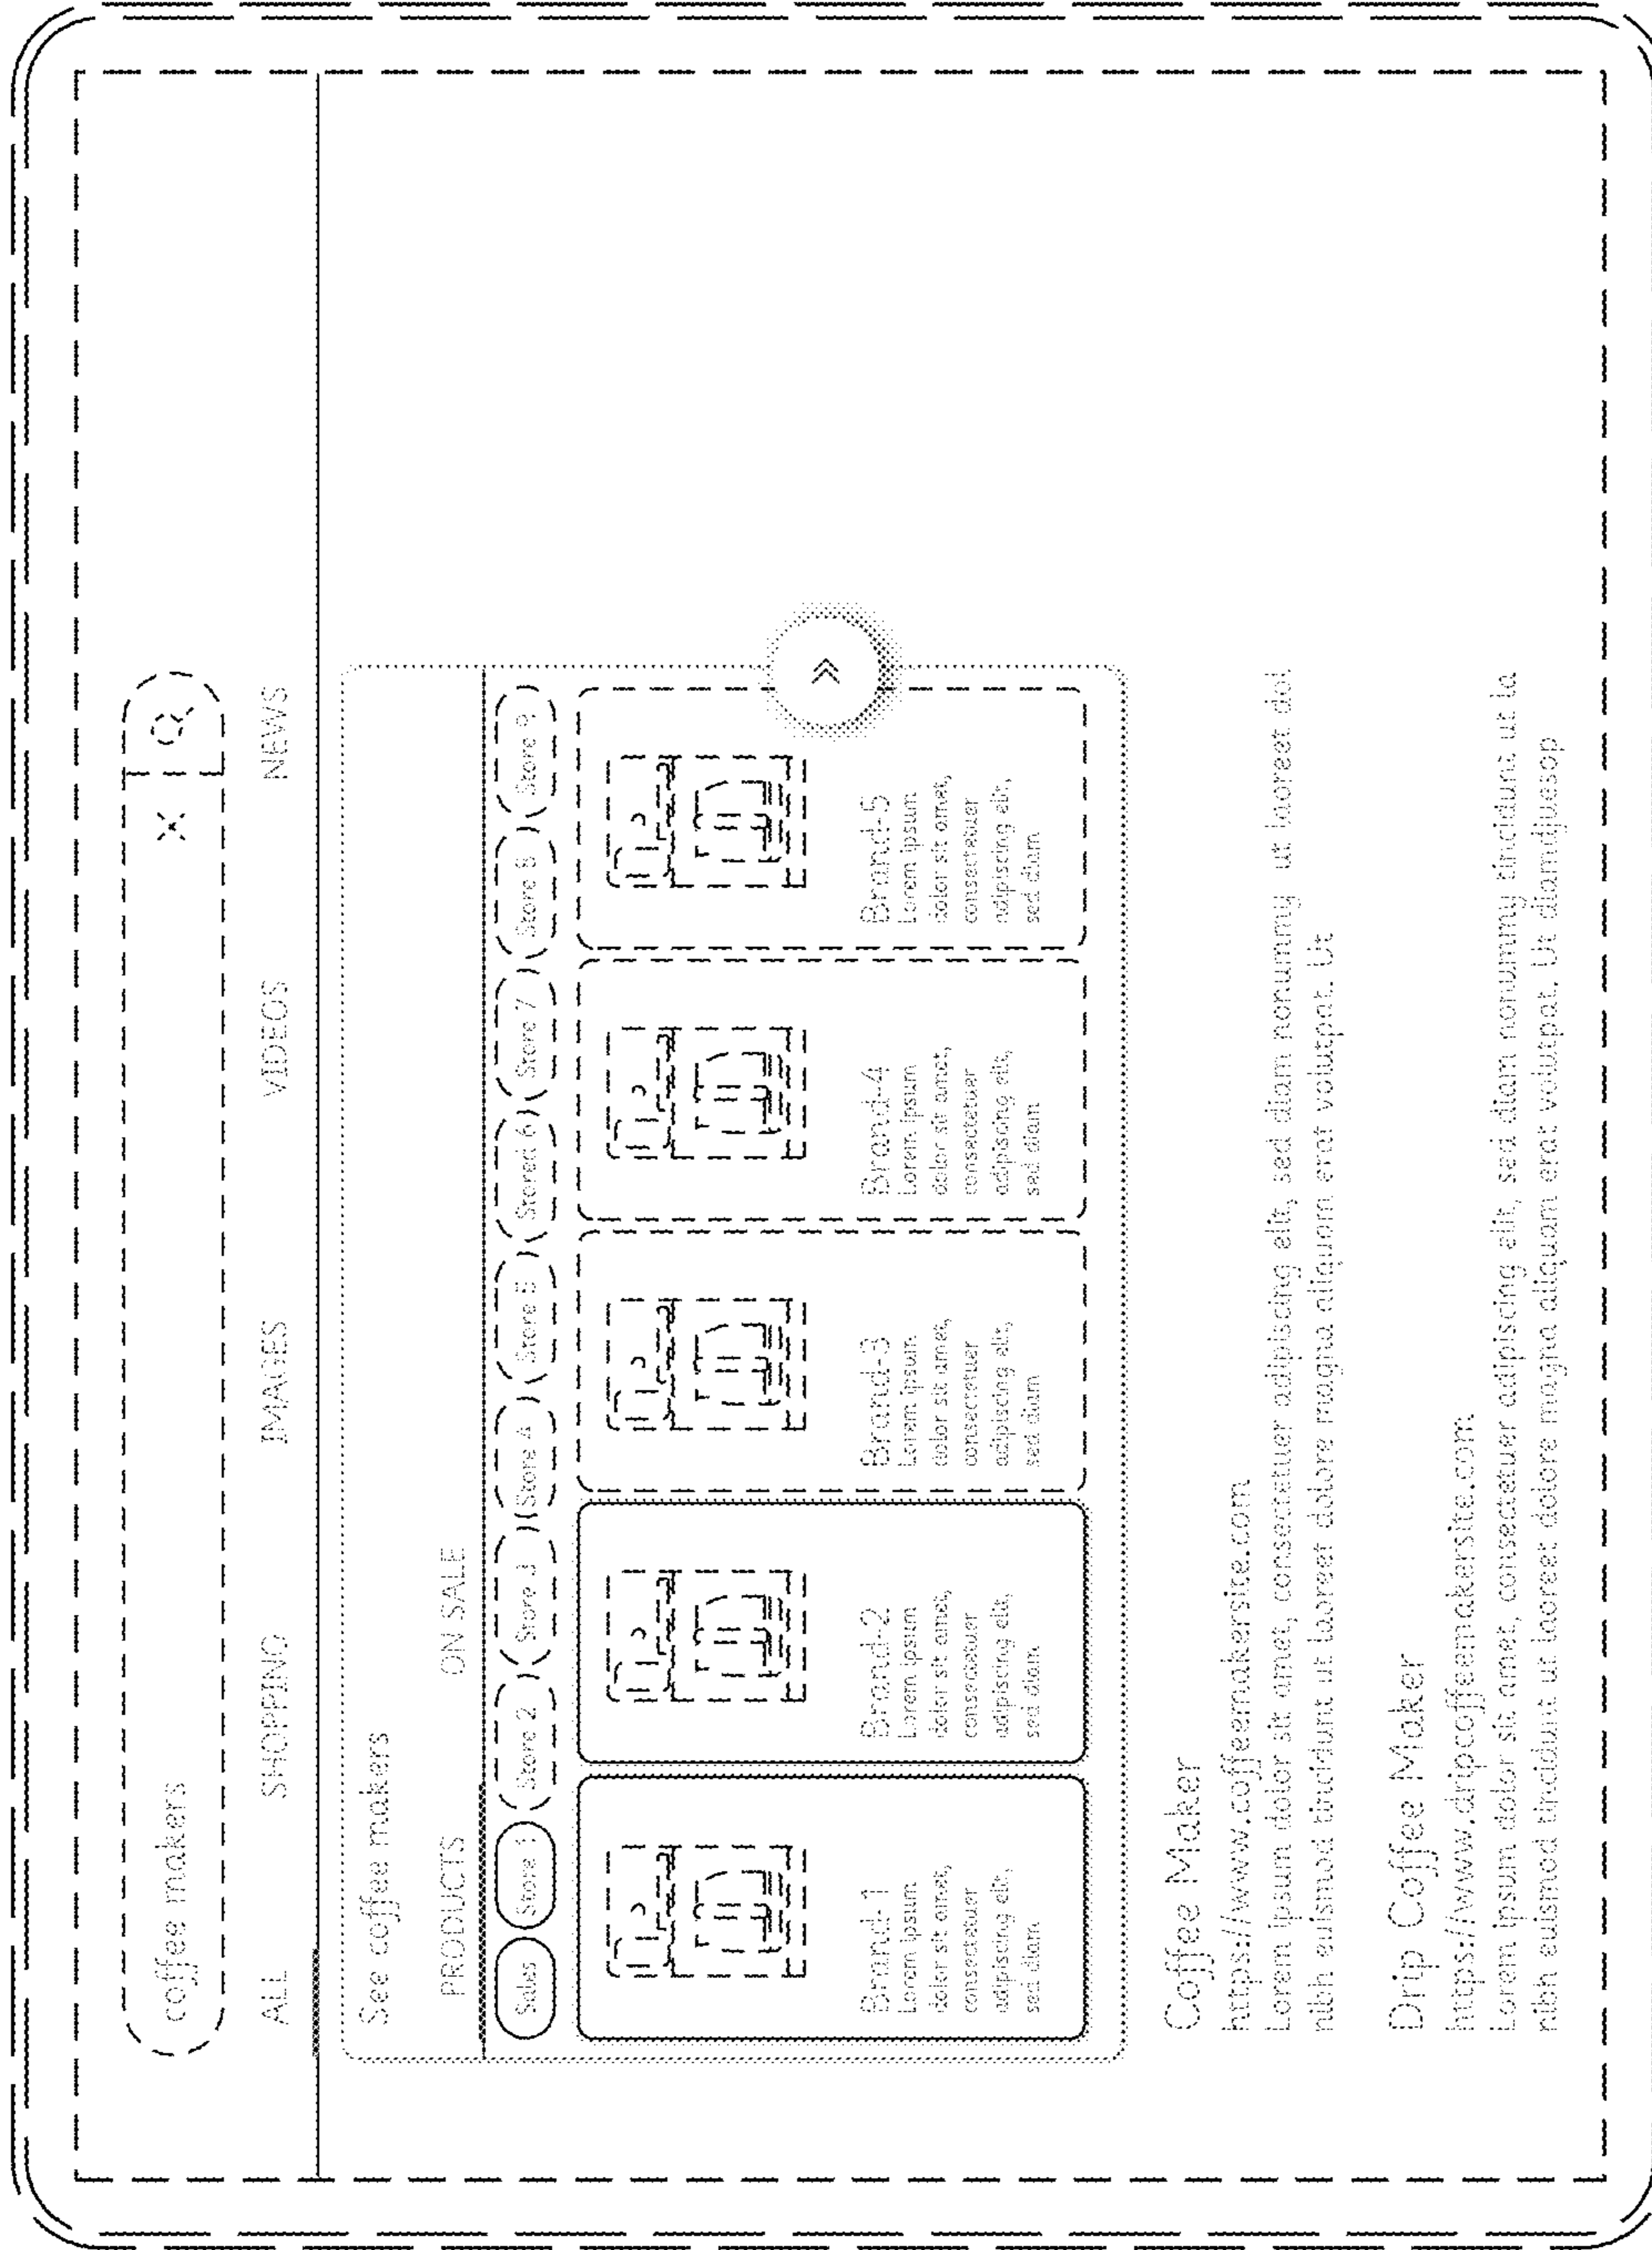 coffee makers X
ALL SHOPPING IMAGES VIDEOS NEWS
See coffee makers
PRODUCTS ON SALE
Sales Store 1 Store 2 Store 3 Store 4 Store 5 Stored 6 Store 7 Store 8 Store 9
Brand-1
Lorem ipsum
dolor sit amet,
consectetuer
adipiscing elit,
sed diam
Brand-2
Lorem ipsum
dolor sit amet,
consectetuer
adipiscing elit,
sed diam
Brand-3
Lorem ipsum
dolor sit amet,
consectetuer
adipiscing elit,
sed diam
Brand-4
Lorem ipsum
dolor sit amet,
consectetuer
adipiscing elit,
sed diam
Brand-5
Lorem ipsum
dolor sit amet,
consectetuer
adipiscing elit,
sed diam
Coffee Maker
https://www.coffeemakersite.com
Lorem ipsum dolor sit amet, consectetuer adipiscing elit, sed diam nonummy ut laoreet dol
nibh euismod tincidunt ut laoreet dolore magna aliquam erat volutpat. Ut
Drip Coffee Maker
https://www.dripcoffeemakersite.com
Lorem ipsum dolor sit amet, consectetuer adipiscing elit, sed diam nonummy tincidunt ut la
nibh euismod tincidunt ut laoreet dolore magna aliquam erat volutpat. Ut diamdjuesop